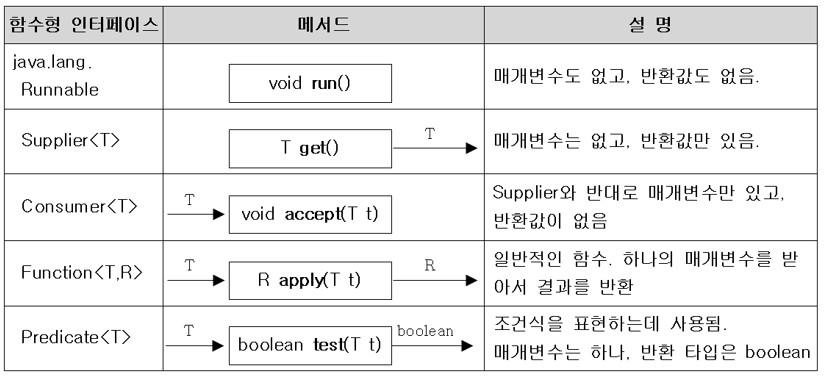 함수형 인터페이스 메서드 설 명
java.lang.
Runnable
void run()
매개변수도 없고, 반환값도 없음.
Supplier<T>
T get()
T
매개변수는 없고, 반환값만 있음.
Consumer<T>
T
void accept(T t)
Supplier와 반대로 매개변수만 있고,
반환값이 없음
Function<T,R>
T
R apply(T t)
R
일반적인 함수. 하나의 매개변수를 받
아서 결과를 반환
Predicate<T>
T
boolean test(T t)
boolean
조건식을 표현하는데 사용됨.
매개변수는 하나, 반환 타입은 boolean